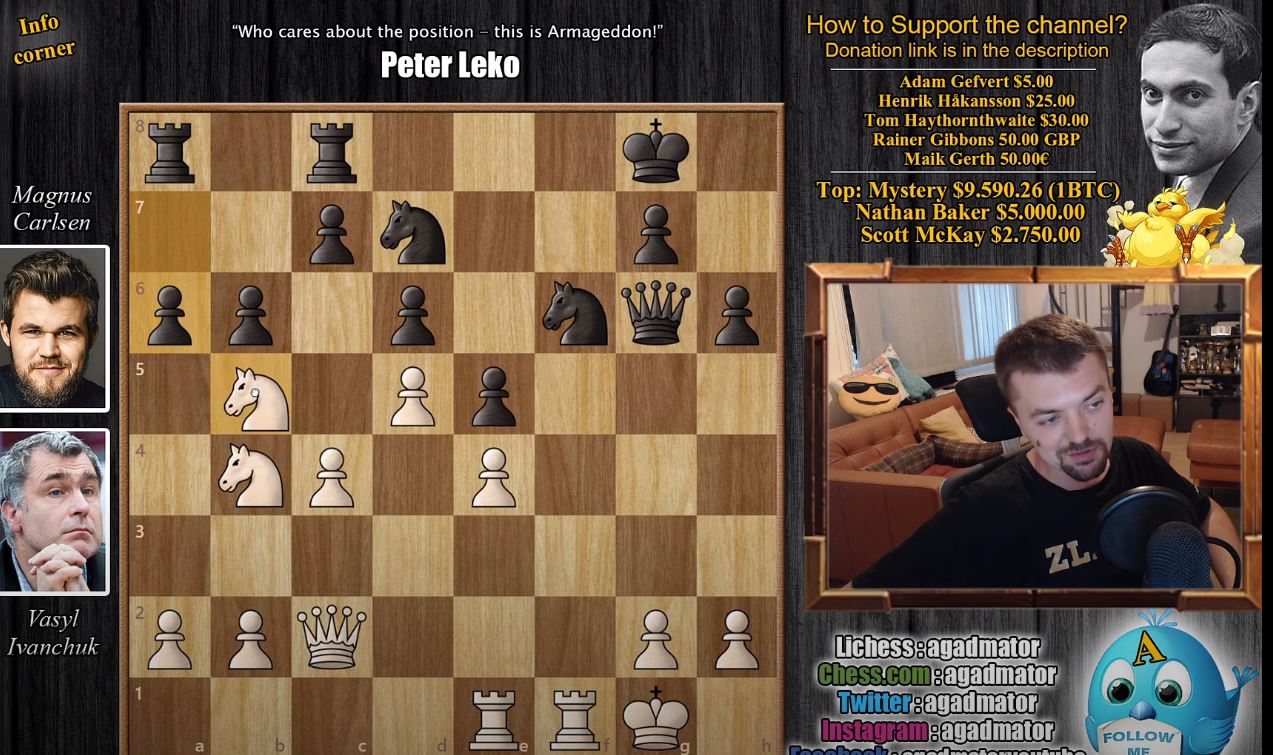 Info
corner
“Who cares about the position – this is Armageddon!”
Peter Leko
How to Support the channel?
Donation link is in the description
Adam Gefvert $5.00
Henrik Håkansson $25.00
Tom Haythornthwaite $30.00
Rainer Gibbons 50.00 GBP
Maik Gerth 50.00€
Top: Mystery $9.590.26 (1BTC)
Nathan Baker $5.000.00
Scott McKay $2.750.00
Magnus
Carlsen
Vasyl
Ivanchuk
8
7
6
5
4
3
2
1
a b c d e f g h
ZL
Lichess:agadmator
Chess.com:agadmator
Twitter:agadmator
Instagram:agadmator
Facebook:agadmatoryoutube
A
FOLLOW
ME